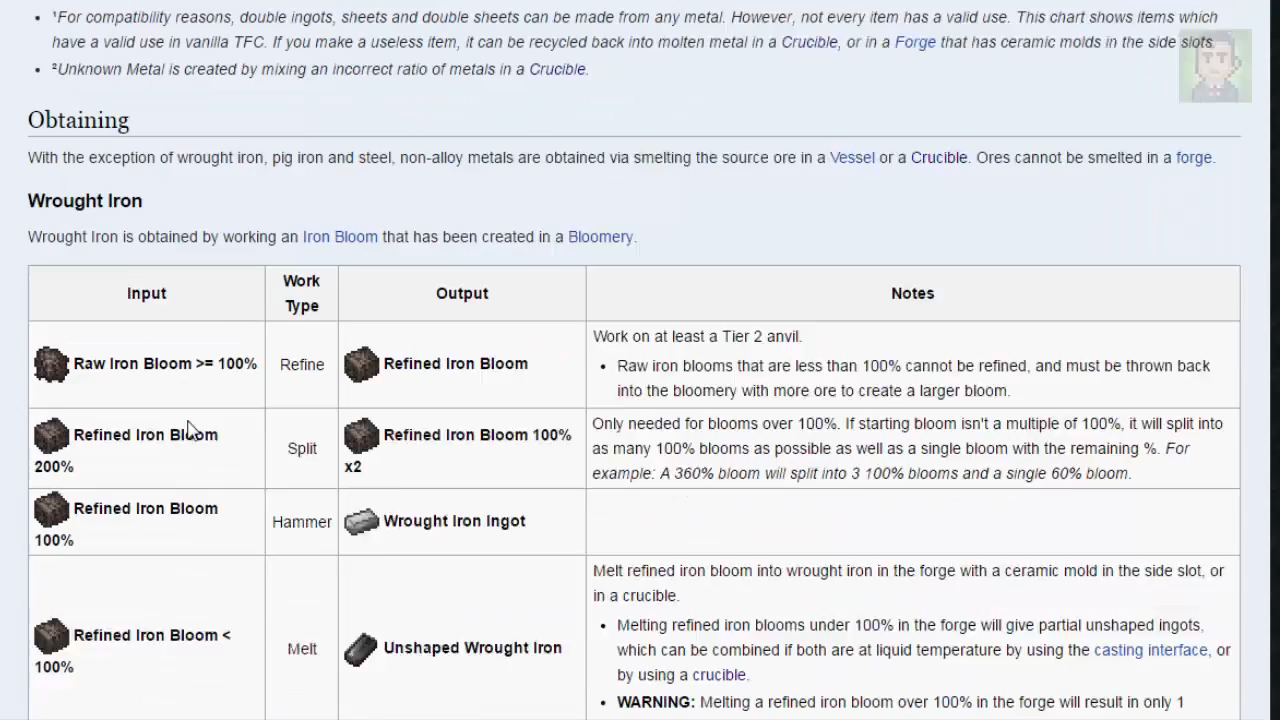 ¹For compatibility reasons, double ingots, sheets and double sheets can be made from any metal. However, not every item has a valid use. This chart shows items which
have a valid use in vanilla TFC. If you make a useless item, it can be recycled back into molten metal in a Crucible, or in a Forge that has ceramic molds in the side slots.
²Unknown Metal is created by mixing an incorrect ratio of metals in a Crucible.
Obtaining
With the exception of wrought iron, pig iron and steel, non-alloy metals are obtained via smelting the source ore in a Vessel or a Crucible. Ores cannot be smelted in a forge.
Wrought Iron
Wrought Iron is obtained by working an Iron Bloom that has been created in a Bloomery.
Input
Work
Type
Output
Notes
Raw Iron Bloom >= 100%
Refine
Refined Iron Bloom
Work on at least a Tier 2 anvil.
Raw iron blooms that are less than 100% cannot be refined, and must be thrown back
into the bloomery with more ore to create a larger bloom.
Refined Iron Bloom
200%
Split
Refined Iron Bloom 100%
x2
Only needed for blooms over 100%. If starting bloom isn't a multiple of 100%, it will split into
as many 100% blooms as possible as well as a single bloom with the remaining %. For
example: A 360% bloom will split into 3 100% blooms and a single 60% bloom.
Refined Iron Bloom
100%
Hammer
Wrought Iron Ingot
Refined Iron Bloom <
100%
Melt
Unshaped Wrought Iron
Melt refined iron bloom into wrought iron in the forge with a ceramic mold in the side slot, or
in a crucible.
Melting refined iron blooms under 100% in the forge will give partial unshaped ingots,
which can be combined if both are at liquid temperature by using the casting interface, or
by using a crucible.
WARNING: Melting a refined iron bloom over 100% in the forge will result in only 1